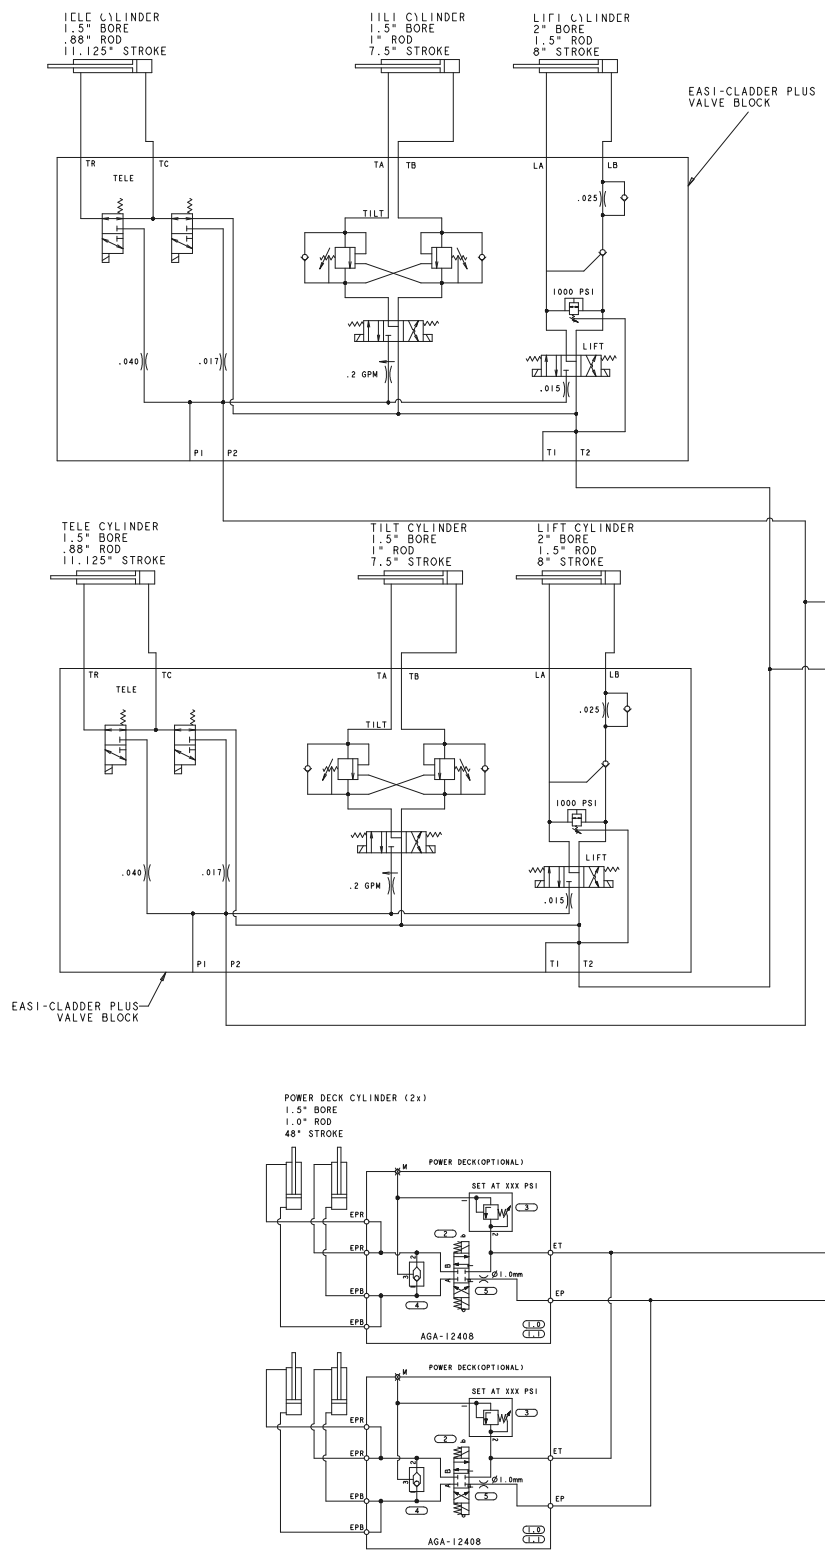 TELE CYLINDER
1.5" BORE
.88" ROD
11.125" STROKE
TILT CYLINDER
1.5" BORE
1" ROD
7.5" STROKE
LIFT CYLINDER
2" BORE
1.5" ROD
8" STROKE
EASI-CLADDER PLUS
VALVE BLOCK
TR
TC
TA
TB
LA
LB
TELE
.025
TILT
1000 PSI
LIFT
.040
.017
.2 GPM
.015
P1
P2
T1
T2
TELE CYLINDER
1.5" BORE
.88" ROD
11.125" STROKE
TILT CYLINDER
1.5" BORE
1" ROD
7.5" STROKE
LIFT CYLINDER
2" BORE
1.5" ROD
8" STROKE
TR
TC
TA
TB
LA
LB
TELE
.025
TILT
1000 PSI
LIFT
.040
.017
.2 GPM
.015
P1
P2
T1
T2
EASI-CLADDER PLUS
VALVE BLOCK
POWER DECK CYLINDER (2x)
1.5" BORE
1.0" ROD
48" STROKE
M
POWER DECK(OPTIONAL)
SET AT XXX PSI
1
3
EPR
2
b
2
ET
EPR
2
B
T
3
A
P
Ø1.0mm
EP
EPB
4
5
a
EPB
AGA-12408
1.0
1.1
M
POWER DECK(OPTIONAL)
SET AT XXX PSI
1
3
EPR
2
b
2
ET
EPR
2
B
T
3
A
P
Ø1.0mm
EP
EPB
4
5
a
EPB
AGA-12408
1.0
1.1